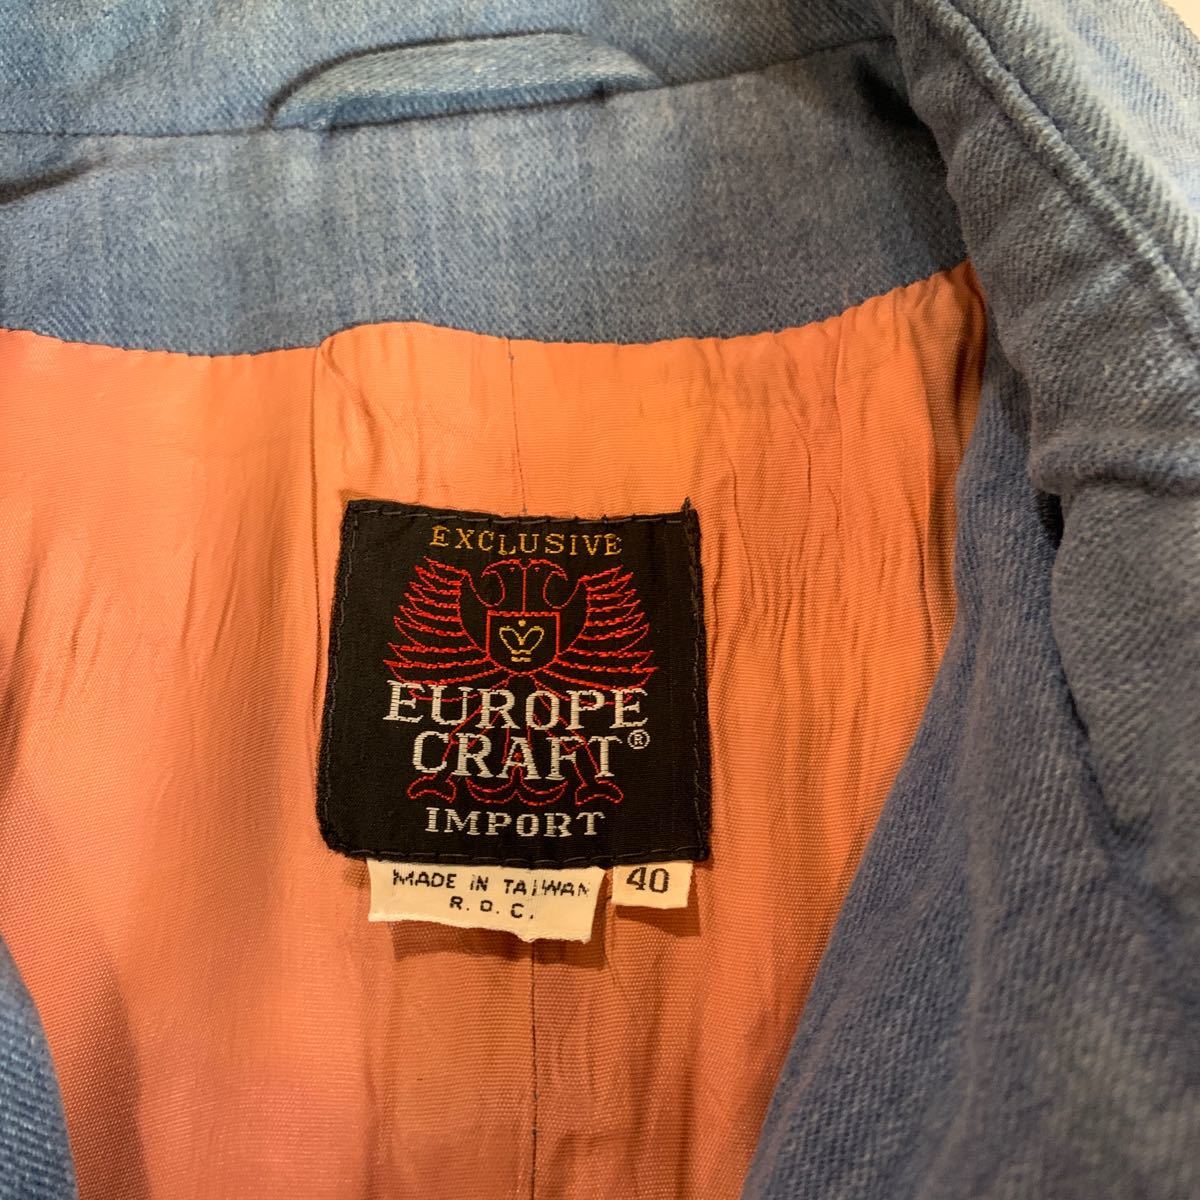 EXCLUSIVE
EUROPE
CRAFT®
IMPORT
MADE IN TAIWAN
R.O.C.
40